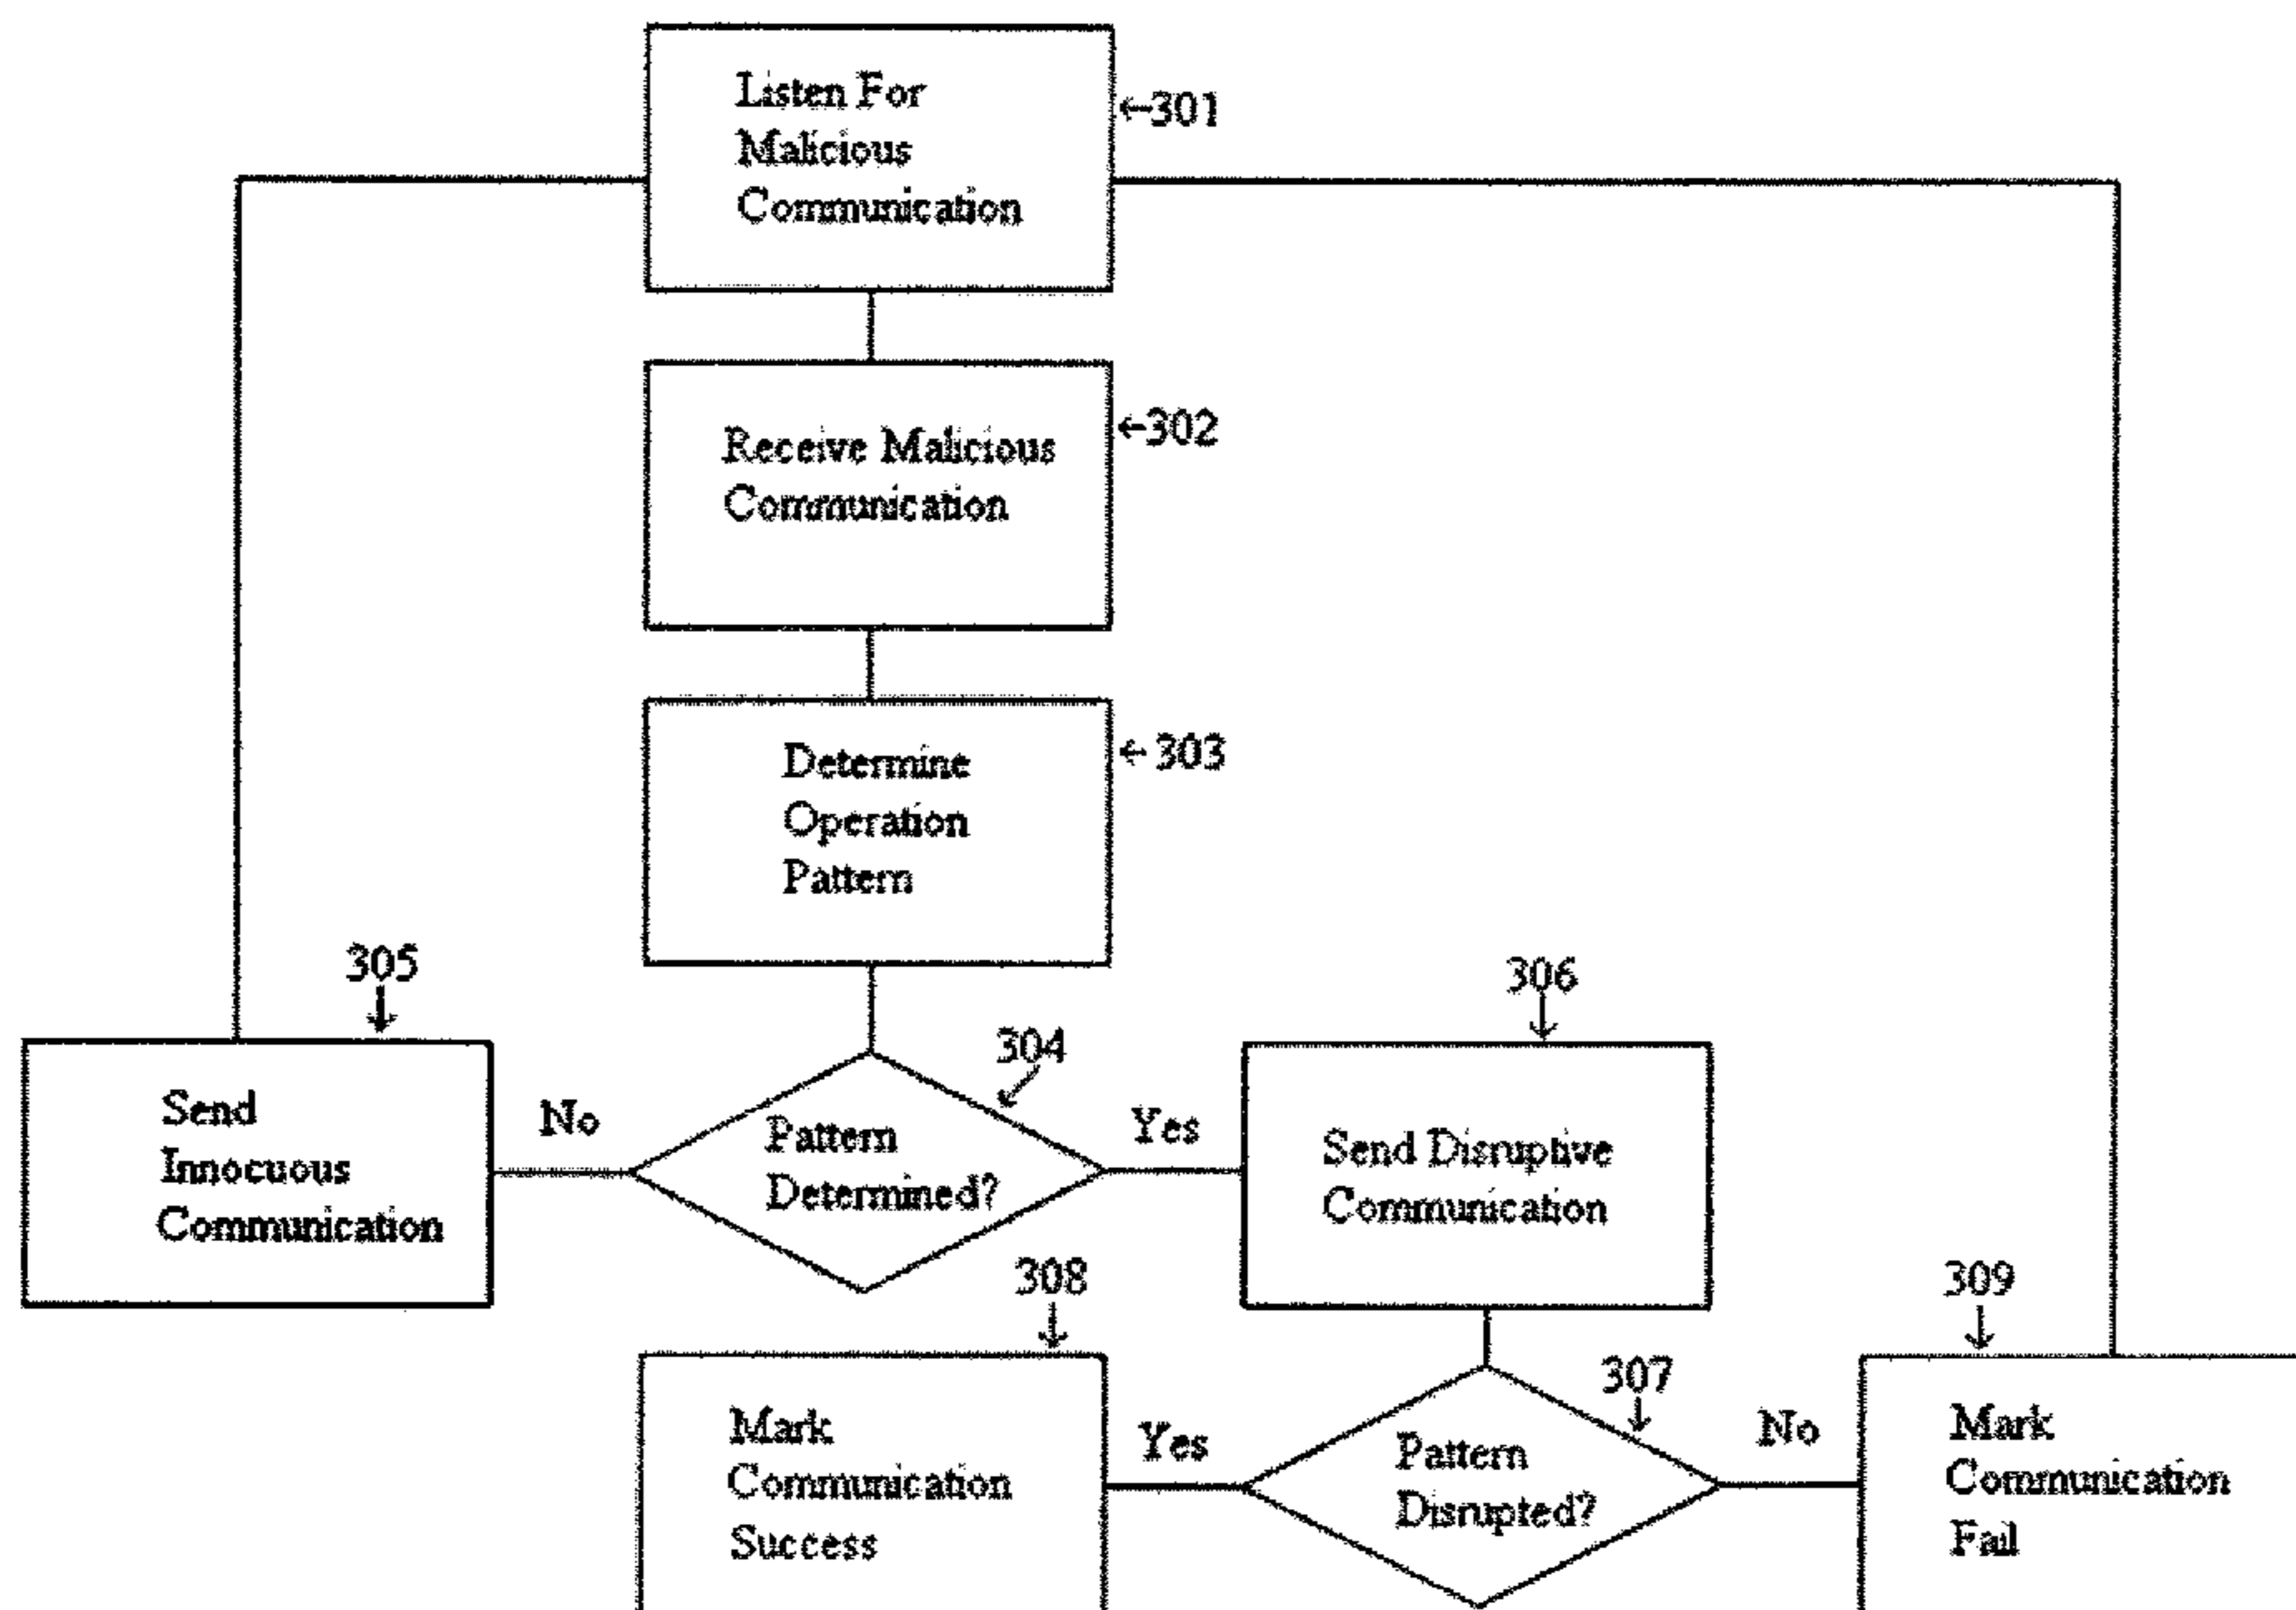 Listen For
Malicious
Communication
←301
Receive Malicious
Communication
←302
Determine
Operation
Pattern
← 303
305
306
304
Send
Innocuous
Communication
No
Pattern
Determined?
Yes
Send Disruptive
Communication
308
309
307
Mark
Communication
Success
Yes
Pattern
Disrupted?
No
Mark
Communication
Fail